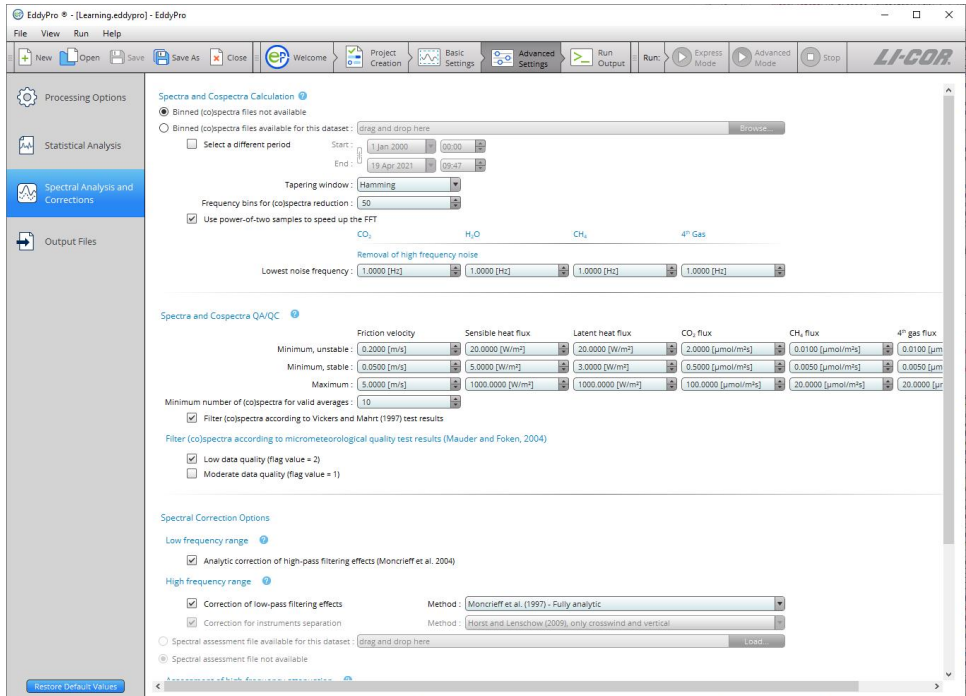 EddyPro ® - [Learning.eddypro] - EddyPro
File View Run Help
New Open Save Save As Close Welcome Project Creation Basic Settings Advanced Settings Run Output Run: Express Mode Advanced Mode Stop LI-COR.
Processing Options
Statistical Analysis
Spectral Analysis and
Corrections
Output Files
Restore Default Values
Spectra and Cospectra Calculation ?
Binned (co)spectra files not available
Binned (co)spectra files available for this dataset : drag and drop here Browse...
Select a different period Start : 1 Jan 2000 00:00
End : 19 Apr 2021 09:47
Tapering window : Hamming
Frequency bins for (co)spectra reduction : 50
Use power-of-two samples to speed up the FFT
CO₂ H₂O CH₄ 4ᵗʰ Gas
Removal of high frequency noise
Lowest noise frequency : 1.0000 [Hz] 1.0000 [Hz] 1.0000 [Hz] 1.0000 [Hz]
Spectra and Cospectra QA/QC ?
Friction velocity Sensible heat flux Latent heat flux CO₂ flux CH₄ flux 4ᵗʰ gas flux
Minimum, unstable : 0.2000 [m/s] 20.0000 [W/m²] 20.0000 [W/m²] 2.0000 [μmol/m²s] 0.0100 [μmol/m²s] 0.0100 [μm
Minimum, stable : 0.0500 [m/s] 5.0000 [W/m²] 3.0000 [W/m²] 0.5000 [μmol/m²s] 0.0050 [μmol/m²s] 0.0050 [μm
Maximum : 5.0000 [m/s] 1000.0000 [W/m²] 1000.0000 [W/m²] 100.0000 [μmol/m²s] 20.0000 [μmol/m²s] 20.0000 [μr
Minimum number of (co)spectra for valid averages : 10
Filter (co)spectra according to Vickers and Mahrt (1997) test results
Filter (co)spectra according to micrometeorological quality test results (Mauder and Foken, 2004)
Low data quality (flag value = 2)
Moderate data quality (flag value = 1)
Spectral Correction Options
Low frequency range ?
Analytic correction of high-pass filtering effects (Moncrieff et al. 2004)
High frequency range ?
Correction of low-pass filtering effects Method : Moncrieff et al. (1997) - Fully analytic
Correction for instruments separation Method : Horst and Lenschow (2009), only crosswind and vertical
Spectral assessment file available for this dataset : drag and drop here Load...
Spectral assessment file not available
Assessment of high-frequency attenuation ?